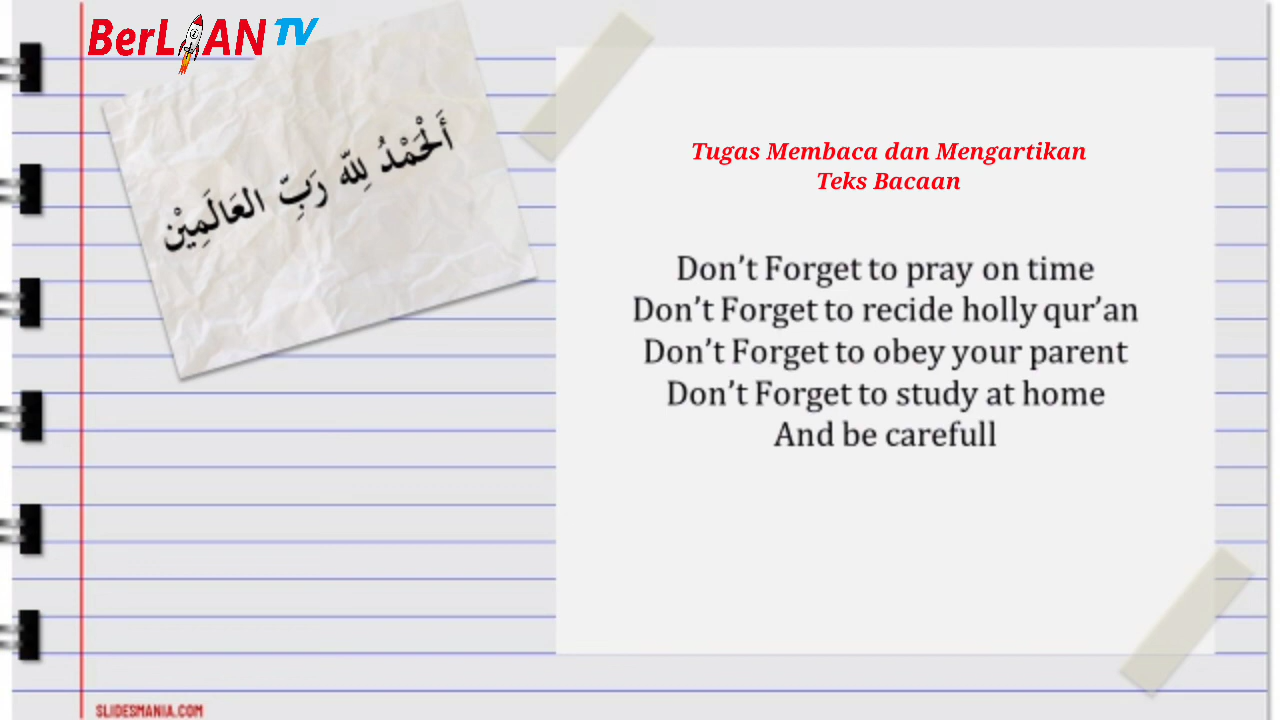 BerLIAN TV
أَلْحَمْدُ لِلّٰه رَبِّ العَالَمِيْن
Tugas Membaca dan Mengartikan
Teks Bacaan
Don’t Forget to pray on time
Don’t Forget to recide holly qur’an
Don’t Forget to obey your parent
Don’t Forget to study at home
And be carefull
SLIDESMANIA.COM